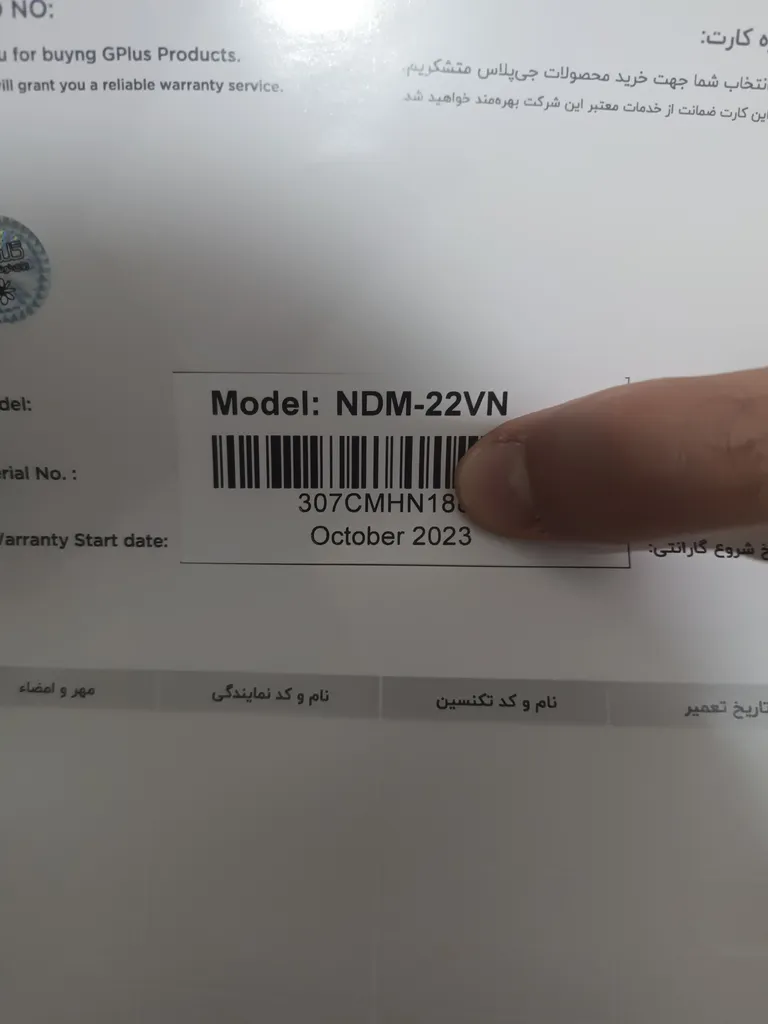 NO:
ه کارت:
u for buyng GPlus Products.
ill grant you a reliable warranty service.
انتخاب شما جهت خرید محصولات جی‌پلاس متشکریم.
این کارت ضمانت از خدمات معتبر این شرکت بهره‌مند خواهید شد
del:
Model: NDM-22VN
erial No. :
307CMHN18
October 2023
Warranty Start date:
خ شروع گارانتی:
مهر و امضاء
نام و کد نمایندگی
نام و کد تکنسین
تاریخ تعمیر